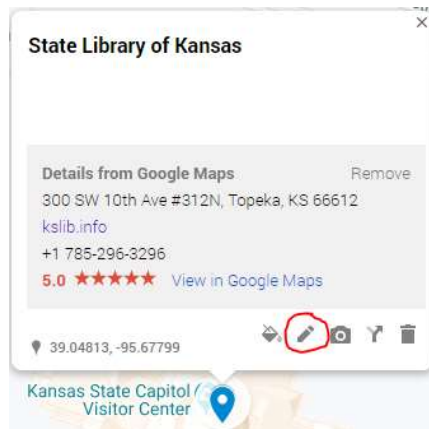 State Library of Kansas
Details from Google Maps Remove
300 SW 10th Ave #312N, Topeka, KS 66612
kslib.info
+1 785-296-3296
5.0 ★★★★★ View in Google Maps
39.04813, -95.67799
Kansas State Capitol
Visitor Center